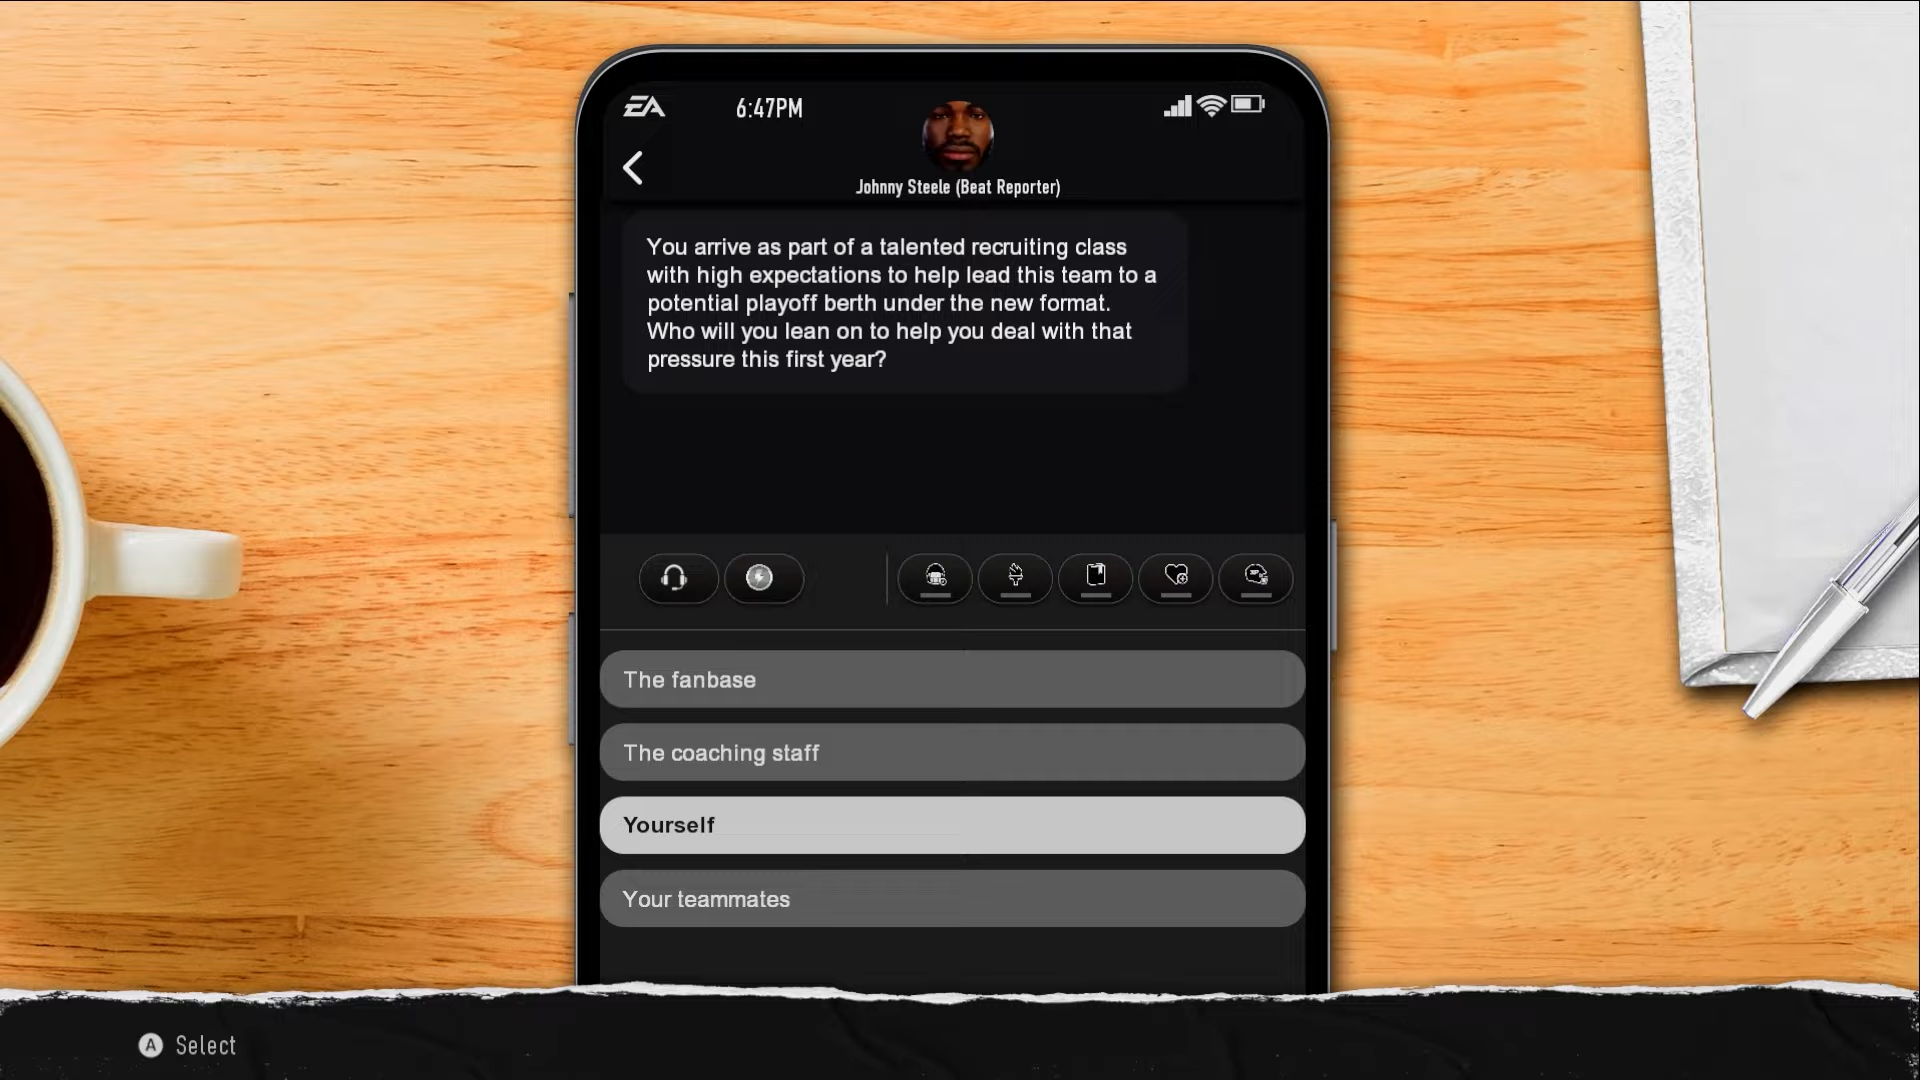 EA
6:47PM
Johnny Steele (Beat Reporter)
You arrive as part of a talented recruiting class
with high expectations to help lead this team to a
potential playoff berth under the new format.
Who will you lean on to help you deal with that
pressure this first year?
The fanbase
The coaching staff
Yourself
Your teammates
A Select